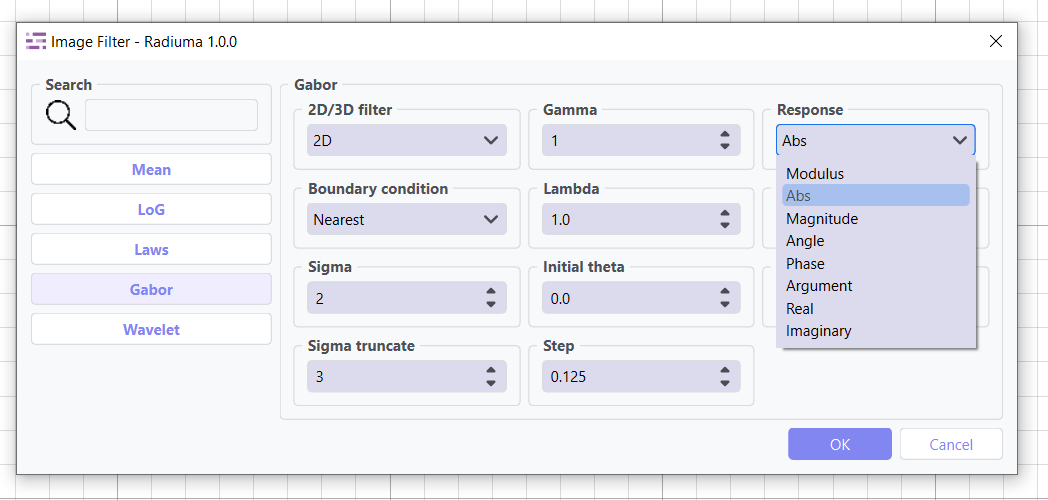 Image Filter - Radiuma 1.0.0
Search
Mean
LoG
Laws
Gabor
Wavelet
Gabor
2D/3D filter
2D
Gamma
1
Response
Abs
Modulus
Abs
Magnitude
Angle
Phase
Argument
Real
Imaginary
Boundary condition
Nearest
Lambda
1.0
Sigma
2
Initial theta
0.0
Sigma truncate
3
Step
0.125
OK
Cancel